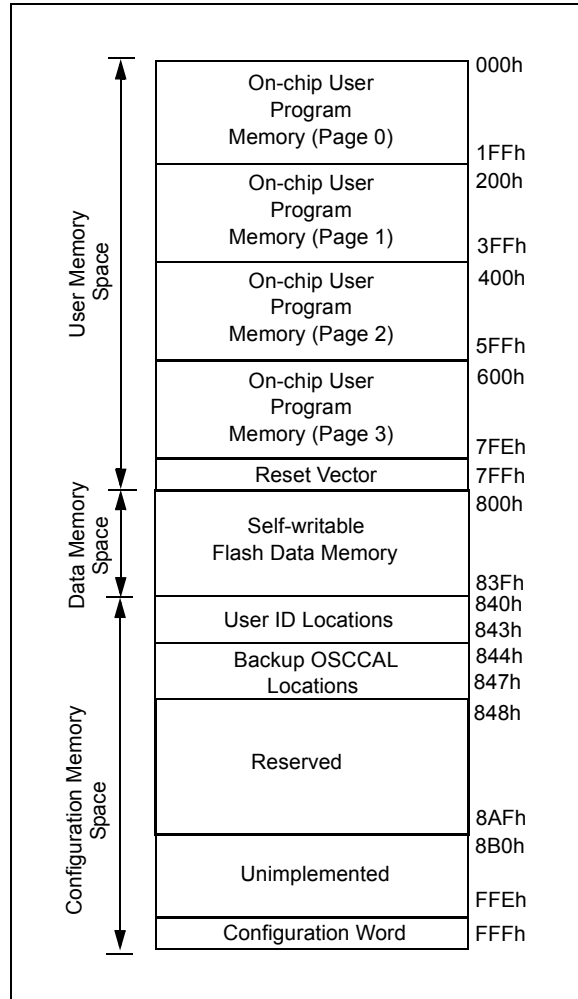 000h
On-chip User
Program
Memory (Page 0)
1FFh
200h
On-chip User
Program
Memory (Page 1)
3FFh
400h
On-chip User
Program
Memory (Page 2)
5FFh
600h
On-chip User
Program
Memory (Page 3)
7FEh
Reset Vector
7FFh
User Memory
Space
800h
Self-writable
Flash Data Memory
83Fh
Data Memory
Space
840h
User ID Locations
843h
Backup OSCCAL
Locations
844h
847h
848h
Reserved
8AFh
8B0h
Unimplemented
FFEh
Configuration Word
FFFh
Configuration Memory
Space